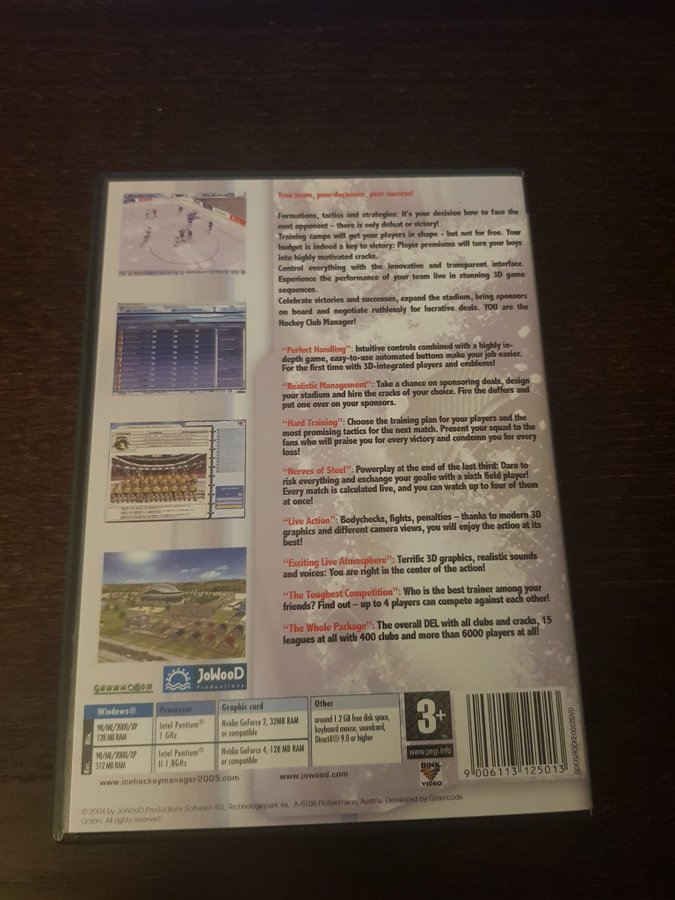 Your team, your decisions, your success!
Formations, tactics and strategies: It's your decision how to face the
next opponent – there is only defeat or victory!
Training camps will get your players in shape - but not for free. Your
budget is indeed a key to victory: Player premiums will turn your boys
into highly motivated cracks.
Control everything with the innovative and transparent interface.
Experience the performance of your team live in stunning 3D game
sequences.
Celebrate victories and successes, expand the stadium, bring sponsors
on board and negotiate ruthlessly for lucrative deals. YOU are the
Hockey Club Manager!
"Perfect Handling": Intuitive controls combined with a highly in-
depth game, easy-to-use automated buttons make your job easier.
For the first time with 3D-integrated players and emblems!
"Realistic Management": Take a chance on sponsoring deals, design
your stadium and hire the cracks of your choice. Fire the duffers and
put one over on your sponsors.
"Hard Training": Choose the training plan for your players and the
most promising tactics for the next match. Present your squad to the
fans who will praise you for every victory and condemn you for every
loss!
"Nerves of Steel": Powerplay at the end of the last third: Dare to
risk everything and exchange your goalie with a sixth field player!
Every match is calculated live, and you can watch up to four of them
at once!
"Live Action": Bodychecks, fights, penalties – thanks to modern 3D
graphics and different camera views, you will enjoy the action at its
best!
"Exciting Live Atmosphere": Terrific 3D graphics, realistic sounds
and voices: You are right in the center of the action!
"The Toughest Competition": Who is the best trainer among your
friends? Find out – up to 4 players can compete against each other!
"The Whole Package": The overall DEL with all clubs and cracks, 15
leagues at all with 400 clubs and more than 6000 players at all!
GREENCODE
JoWooD
Productions
Windows® Processor Graphic card Other
Min. 98/ME/2000/XP
128 MB RAM
Intel Pentium®
1 GHz
Nvidia GeForce 2, 32MB RAM
or compatible
98/ME/2000/XP
512 MB RAM
Intel Pentium®
II 1,8GHz
Nvidia GeForce 4, 128 MB RAM
or compatible
around 1.2 GB free disk space,
keyboard mouse, soundcard,
DirectX® 9.0 or higher
3+
TM
www.pegi.info
BINK
VIDEO
9 006113 125013
www.icehockeymanager2005.com
www.jowood.com
© 2004 by JoWooD Productions Software AG, Technologiepark 4a, A-8786 Rottenmann, Austria. Developed by Greencode
GmbH. All rights reserved.